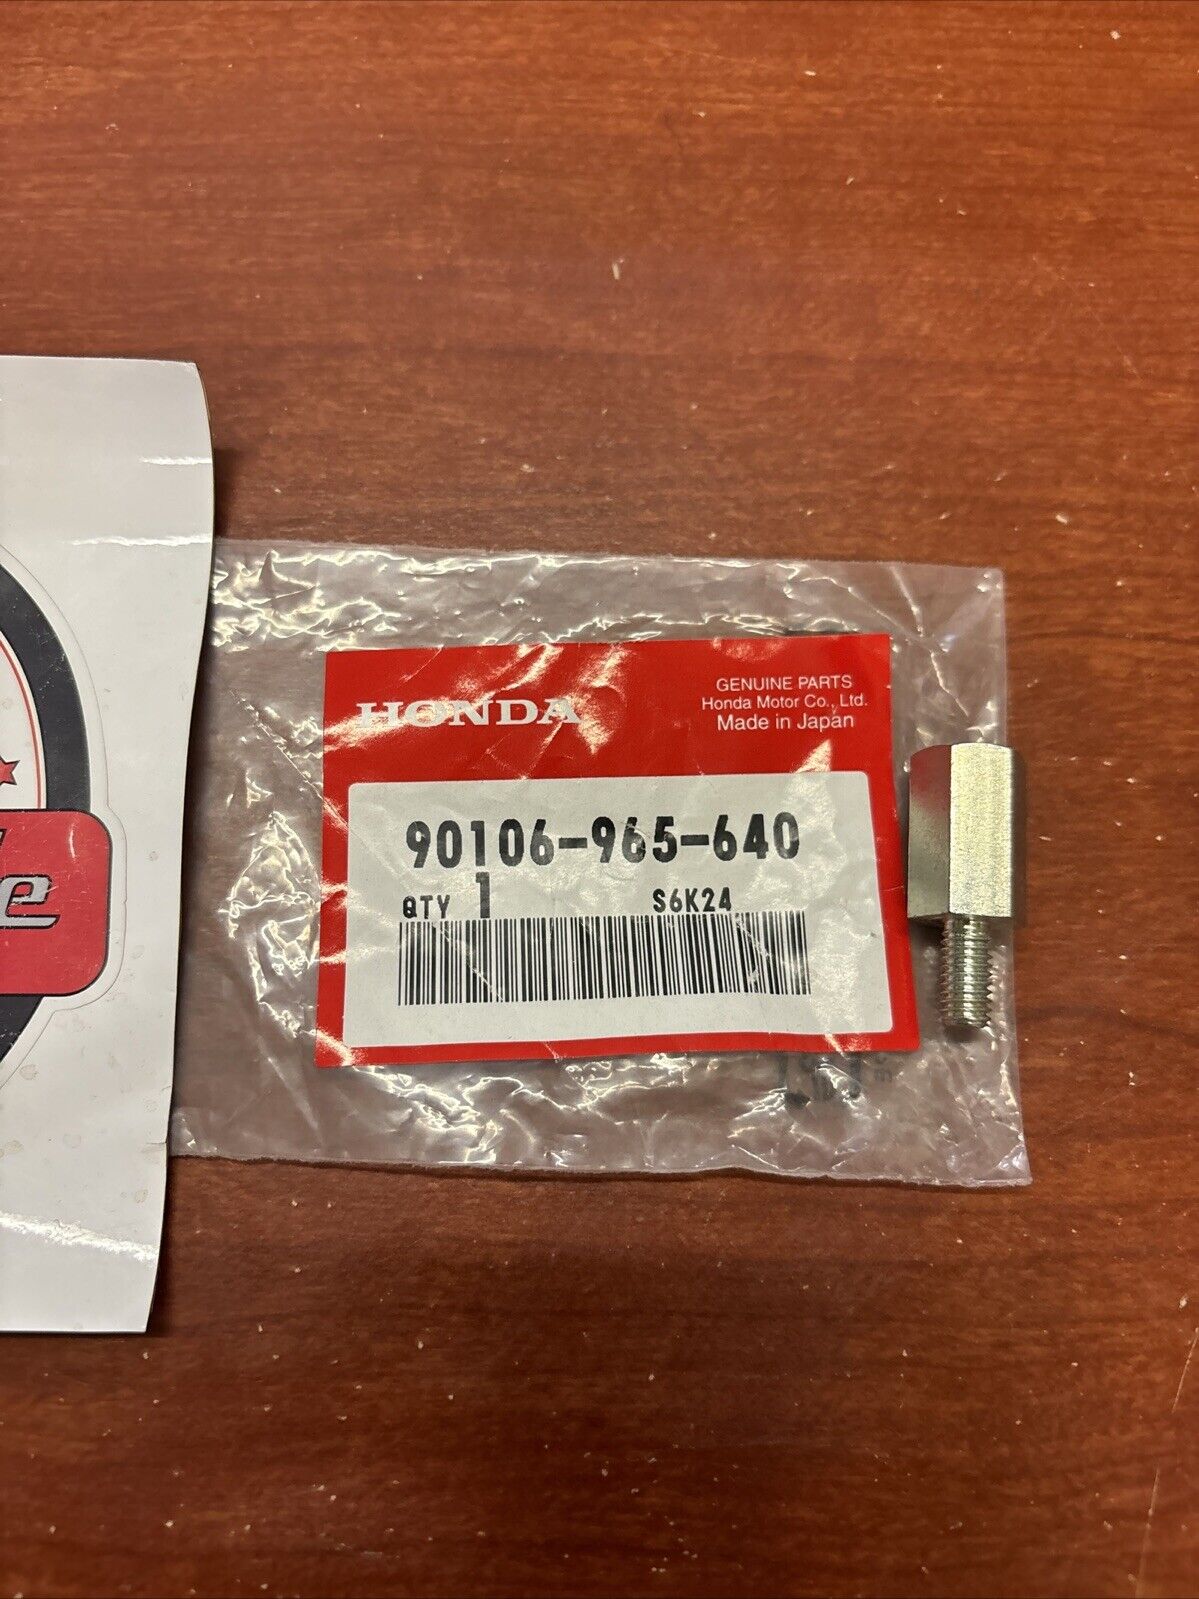 HONDA
GENUINE PARTS
Honda Motor Co., Ltd.
Made in Japan
90106-965-640
QTY 1 S6K24